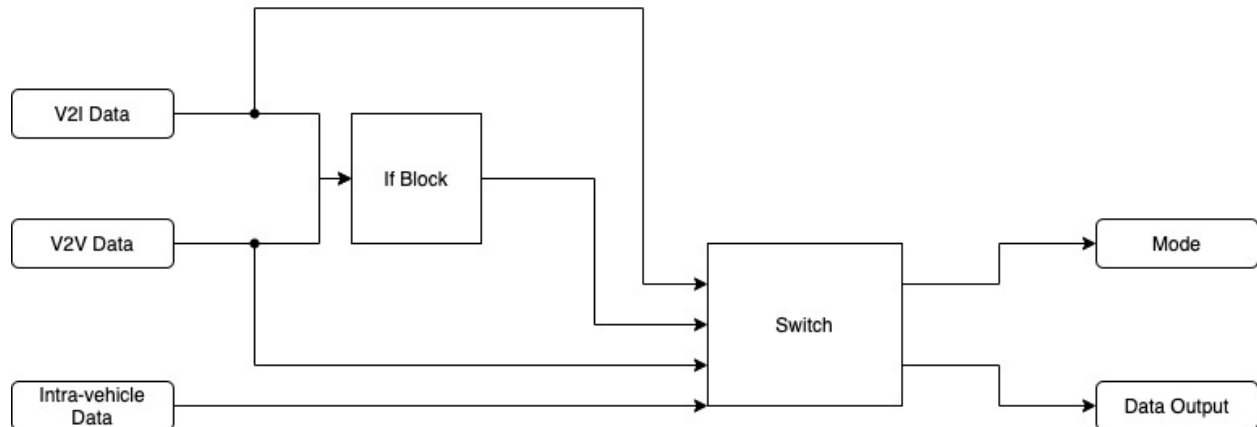 V2I Data
If Block
V2V Data
Mode
Switch
Intra-vehicle
Data
Data Output